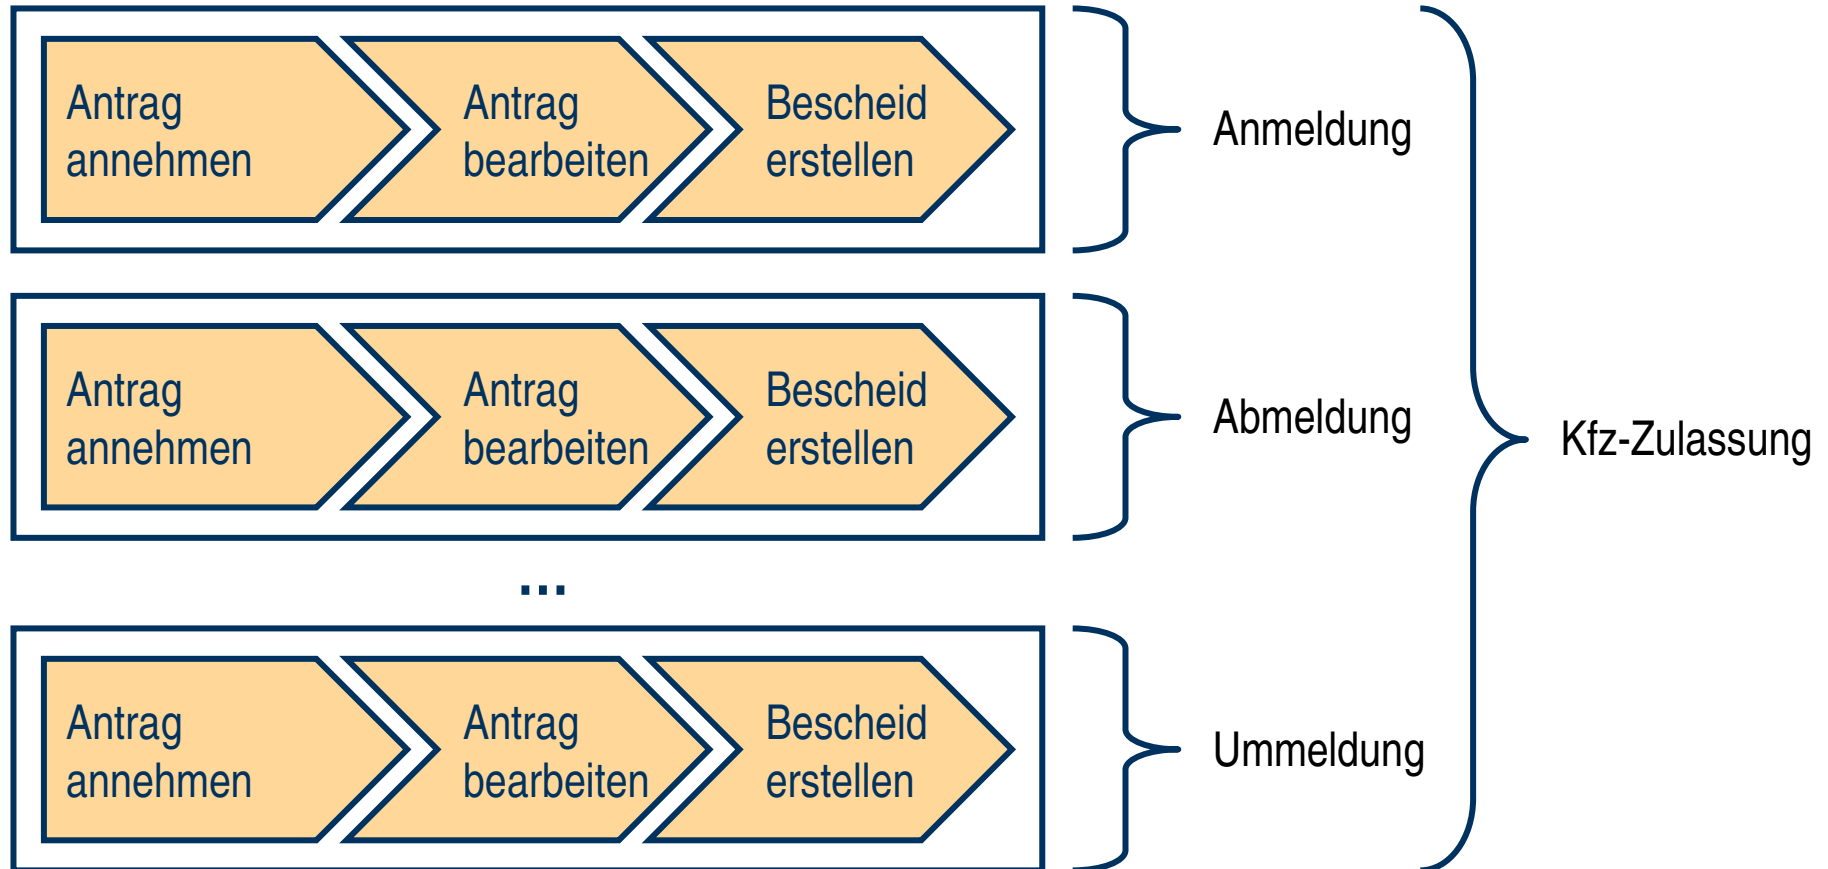 Antrag
annehmen
Antrag
bearbeiten
Bescheid
erstellen
Anmeldung
Antrag
annehmen
Antrag
bearbeiten
Bescheid
erstellen
Abmeldung
Kfz-Zulassung
...
Antrag
annehmen
Antrag
bearbeiten
Bescheid
erstellen
Ummeldung